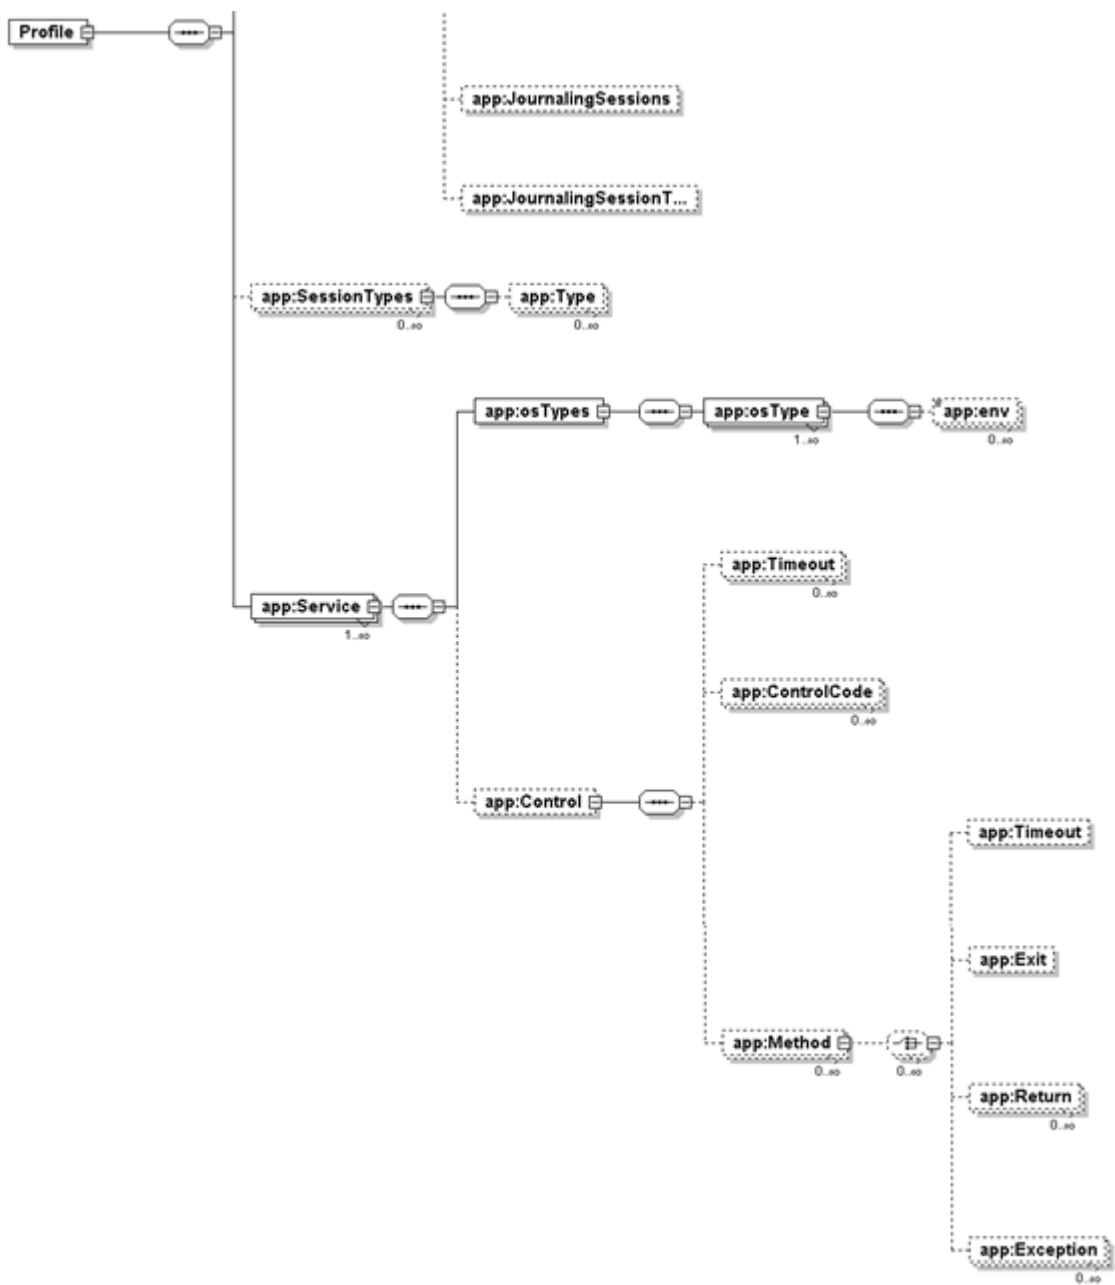 Profile
app:JournalingSessions
app:JournalingSessionT...
app:SessionTypes
0..∞
app:Type
0..∞
app:osTypes
app:osType
1..∞
app:env
0..∞
app:Timeout
0..∞
app:Service
1..∞
app:ControlCode
0..∞
app:Control
app:Timeout
app:Exit
app:Method
0..∞
0..∞
app:Return
0..∞
app:Exception
0..∞